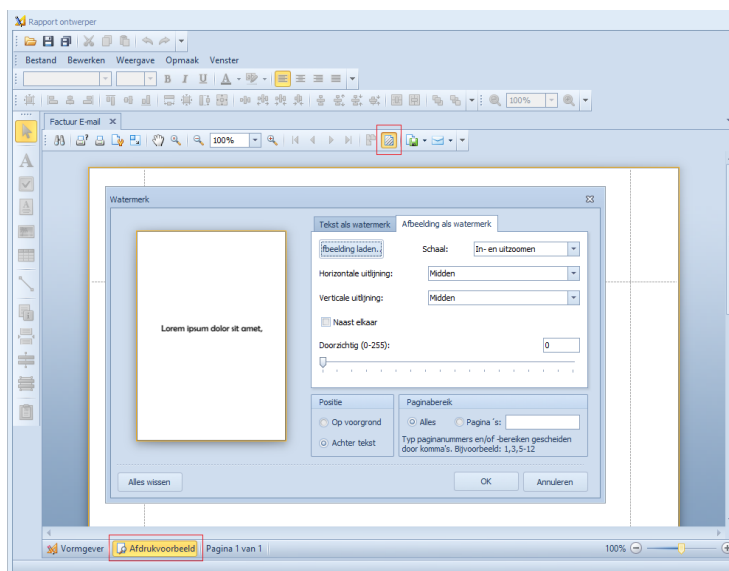 Rapport ontwerper
Bestand Bewerken Weergave Opmaak Venster
B I U A
100%
Factuur E-mail
100%
A
Watermerk
Tekst als watermerk Afbeelding als watermerk
fbeelding laden..
Schaal: In- en uitzoomen
Horizontale uitlijning: Midden
Verticale uitlijning: Midden
Naast elkaar
Lorem ipsum dolor sit amet,
Doorzichtig (0-255): 0
Positie
Op voorgrond
Achter tekst
Paginabereik
Alles Pagina 's:
Typ paginanummers en/of -bereiken gescheiden
door komma's. Bijvoorbeeld: 1,3,5-12
Alles wissen OK Annuleren
Vormgever Afdrukvoorbeeld Pagina 1 van 1 100%